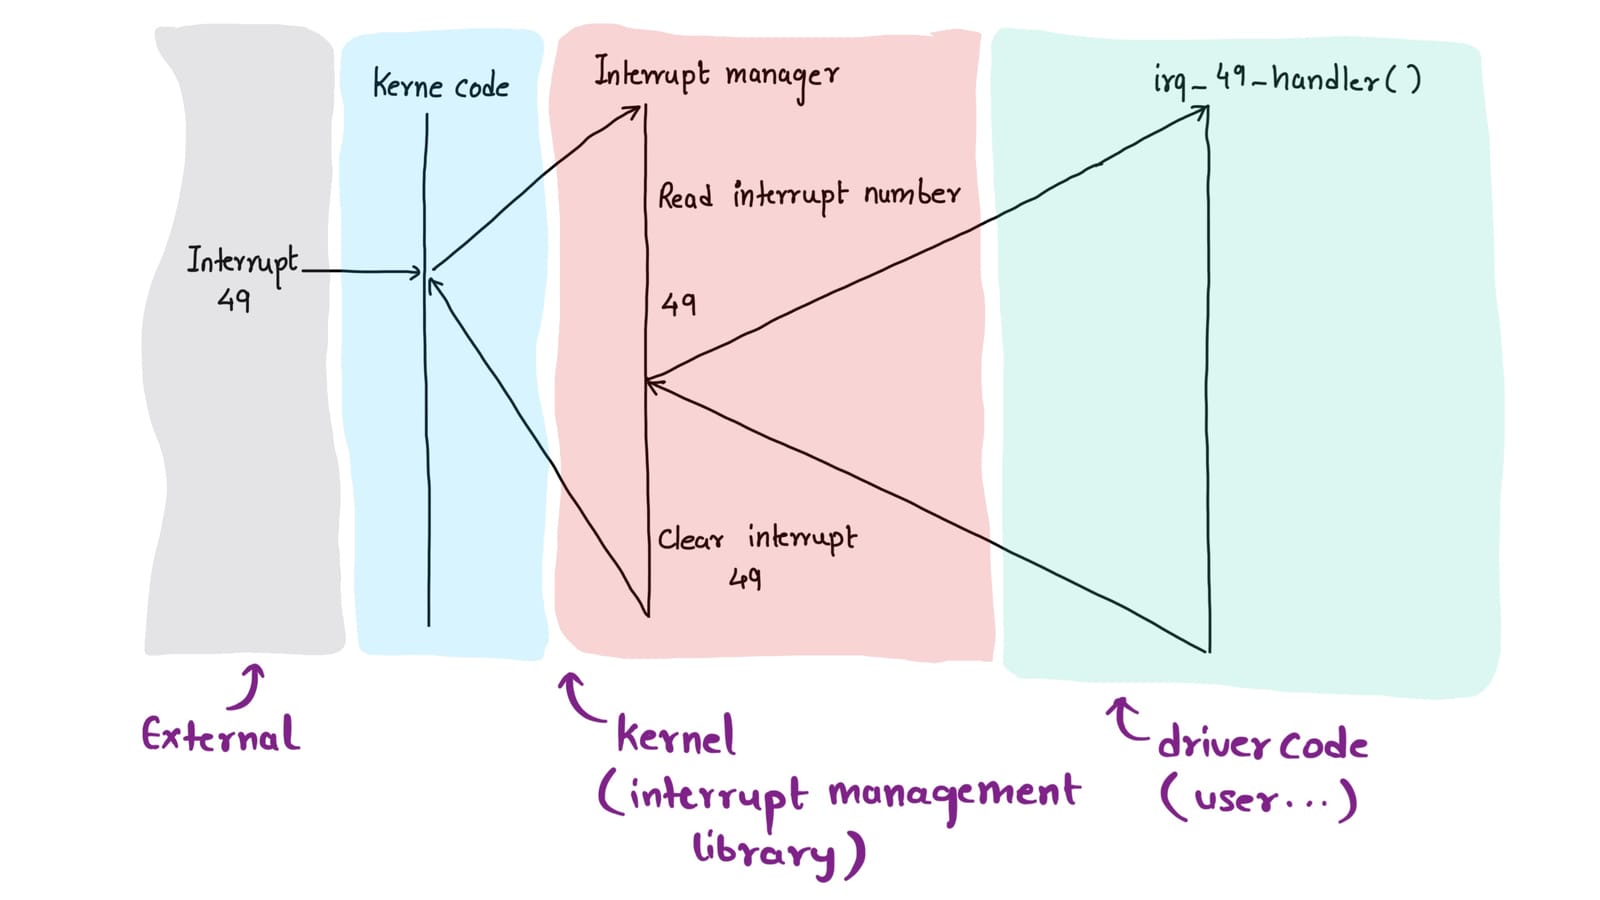 Kerne code
Interrupt manager
irq_49_handler()
Read interrupt number
Interrupt
49
49
Clear interrupt
49
External
kernel
(interrupt management
library)
driver code
(user...)